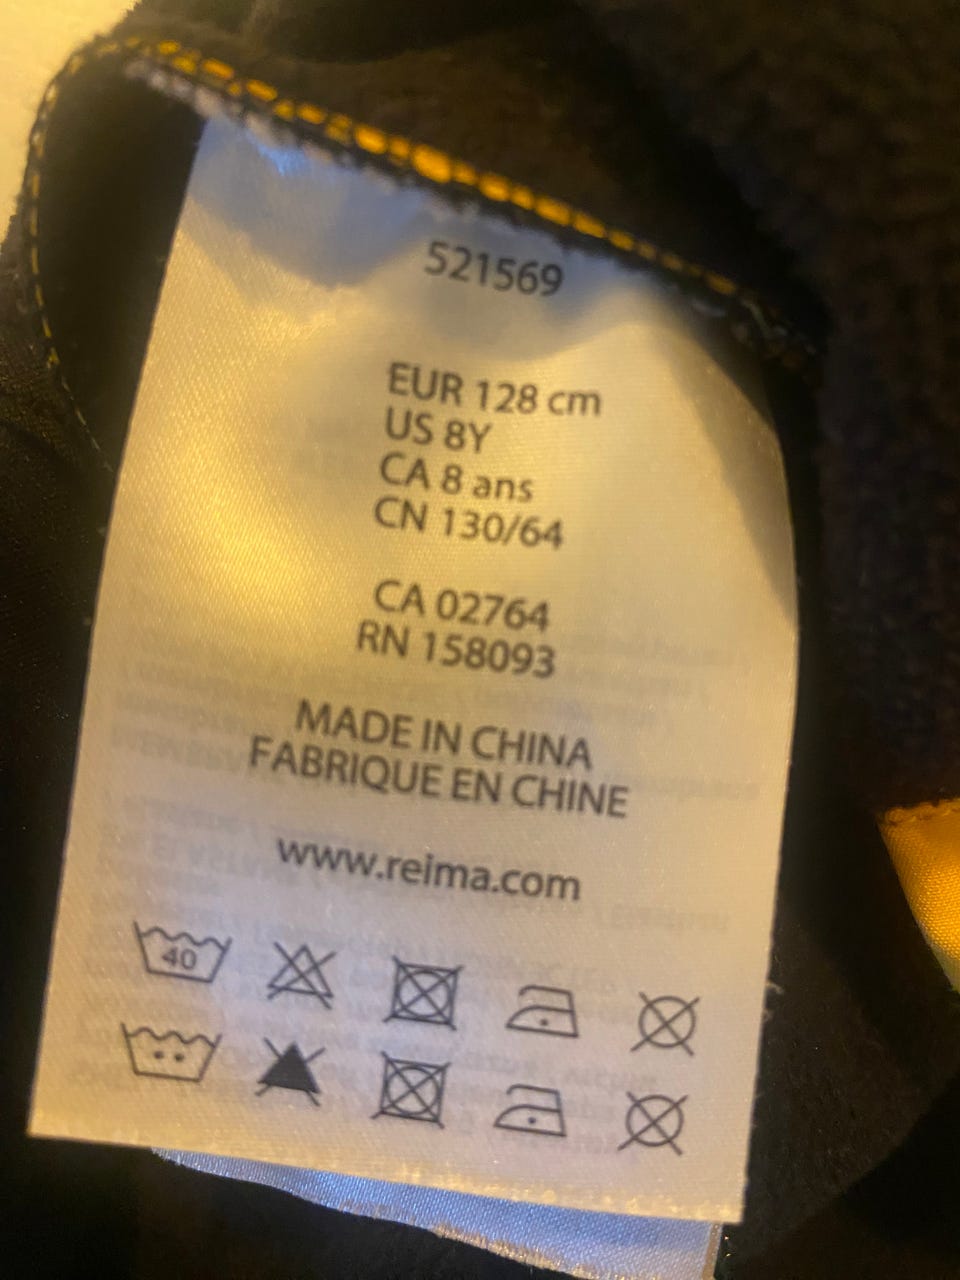 521569
EUR 128 cm
US 8Y
CA 8 ans
CN 130/64
CA 02764
RN 158093
MADE IN CHINA
FABRIQUE EN CHINE
www.reima.com
40